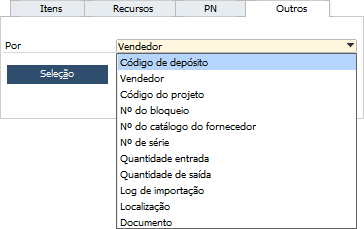 Itens Recursos PN Outros
Por Vendedor
Código de depósito
Seleção
Vendedor
Código do projeto
Nº do bloqueio
Nº do catálogo do fornecedor
Nº de série
Quantidade entrada
Quantidade de saída
Log de importação
Localização
Documento